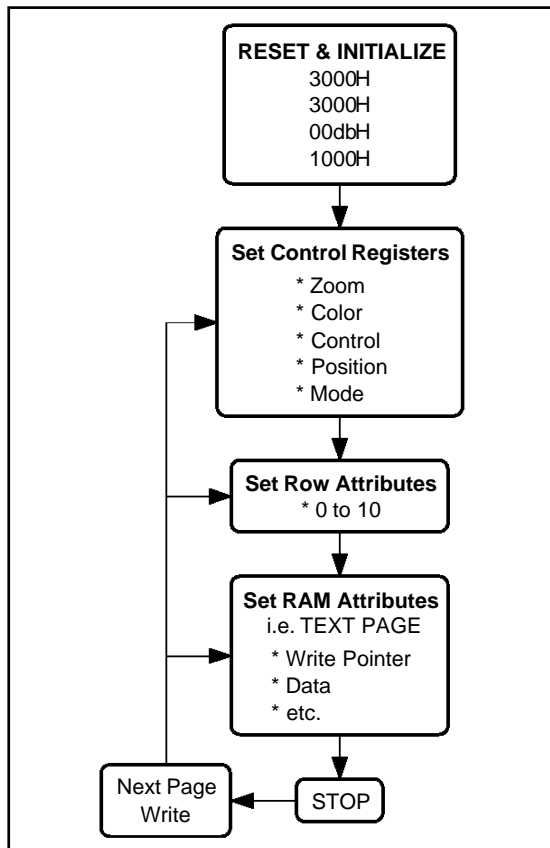 RESET & INITIALIZE
3000H
3000H
00dbH
1000H
Set Control Registers
* Zoom
* Color
* Control
* Position
* Mode
Set Row Attributes
* 0 to 10
Set RAM Attributes
i.e. TEXT PAGE
* Write Pointer
* Data
* etc.
Next Page
Write
STOP